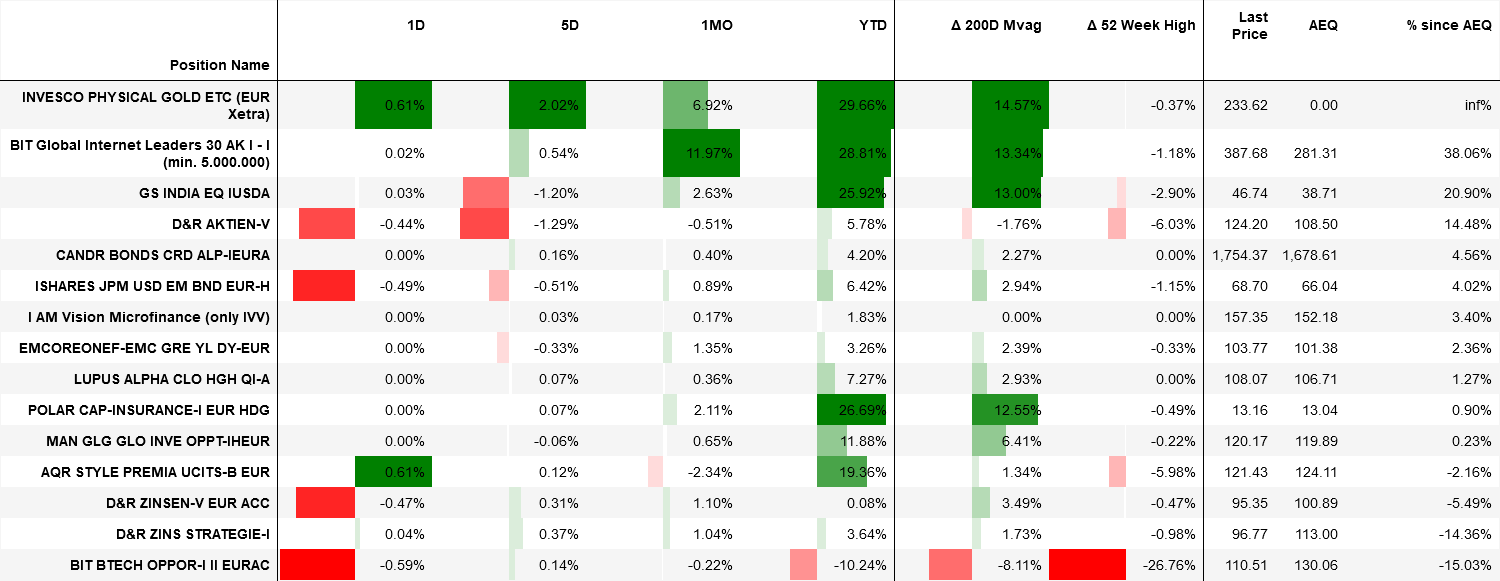 Position Name 1D 5D 1MO YTD Δ 200D Mvag Δ 52 Week High Last Price AEQ % since AEQ
INVESCO PHYSICAL GOLD ETC (EUR Xetra) 0.61% 2.02% 6.92% 29.66% 14.57% -0.37% 233.62 0.00 inf%
BIT Global Internet Leaders 30 AK I - I (min. 5.000.000) 0.02% 0.54% 11.97% 28.81% 13.34% -1.18% 387.68 281.31 38.06%
GS INDIA EQ IUSDA 0.03% -1.20% 2.63% 25.92% 13.00% -2.90% 46.74 38.71 20.90%
D&R AKTIEN-V -0.44% -1.29% -0.51% 5.78% -1.76% -6.03% 124.20 108.50 14.48%
CANDR BONDS CRD ALP-IEURA 0.00% 0.16% 0.40% 4.20% 2.27% 0.00% 1,754.37 1,678.61 4.56%
ISHARES JPM USD EM BND EUR-H -0.49% -0.51% 0.89% 6.42% 2.94% -1.15% 68.70 66.04 4.02%
I AM Vision Microfinance (only IVV) 0.00% 0.03% 0.17% 1.83% 0.00% 0.00% 157.35 152.18 3.40%
EMCOREONEF-EMC GRE YL DY-EUR 0.00% -0.33% 1.35% 3.26% 2.39% -0.33% 103.77 101.38 2.36%
LUPUS ALPHA CLO HGH QI-A 0.00% 0.07% 0.36% 7.27% 2.93% 0.00% 108.07 106.71 1.27%
POLAR CAP-INSURANCE-I EUR HDG 0.00% 0.07% 2.11% 26.69% 12.55% -0.49% 13.16 13.04 0.90%
MAN GLG GLO INVE OPPT-IHEUR 0.00% -0.06% 0.65% 11.88% 6.41% -0.22% 120.17 119.89 0.23%
AQR STYLE PREMIA UCITS-B EUR 0.61% 0.12% -2.34% 19.36% 1.34% -5.98% 121.43 124.11 -2.16%
D&R ZINSEN-V EUR ACC -0.47% 0.31% 1.10% 0.08% 3.49% -0.47% 95.35 100.89 -5.49%
D&R ZINS STRATEGIE-I 0.04% 0.37% 1.04% 3.64% 1.73% -0.98% 96.77 113.00 -14.36%
BIT BTECH OPPOR-I II EURAC -0.59% 0.14% -0.22% -10.24% -8.11% -26.76% 110.51 130.06 -15.03%